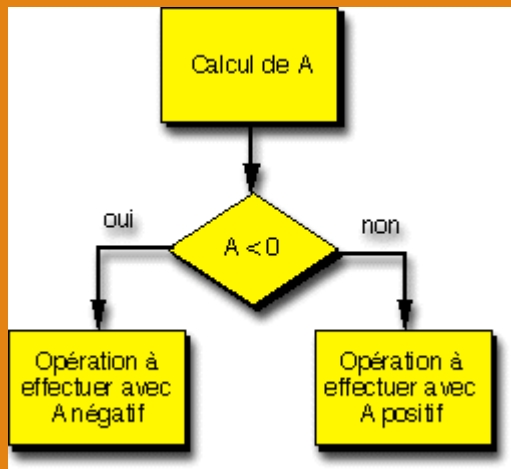 Calcul de A
oui
A < 0
non
Opération à
effectuer avec
A négatif
Opération à
effectuer avec
A positif